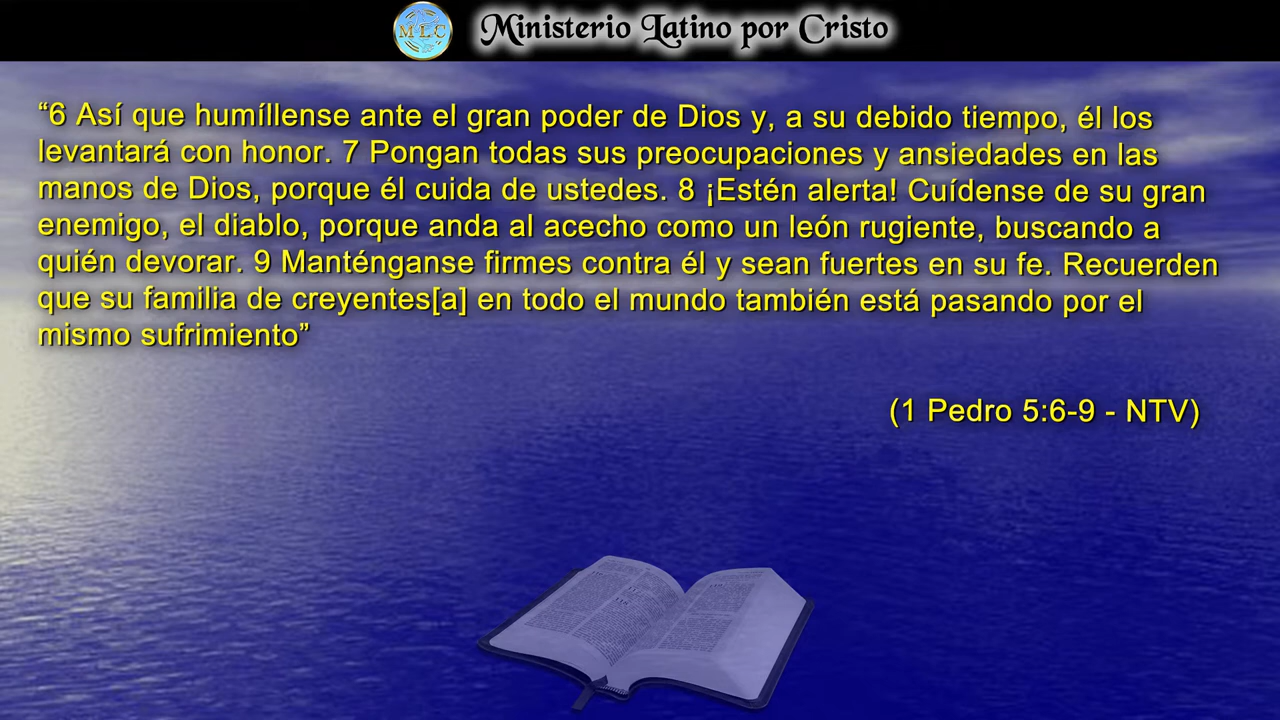 MLC Ministerio Latino por Cristo
“6 Así que humíllense ante el gran poder de Dios y, a su debido tiempo, él los
levantará con honor. 7 Pongan todas sus preocupaciones y ansiedades en las
manos de Dios, porque él cuida de ustedes. 8 ¡Estén alerta! Cuídense de su gran
enemigo, el diablo, porque anda al acecho como un león rugiente, buscando a
quién devorar. 9 Manténganse firmes contra él y sean fuertes en su fe. Recuerden
que su familia de creyentes[a] en todo el mundo también está pasando por el
mismo sufrimiento”
(1 Pedro 5:6-9 - NTV)